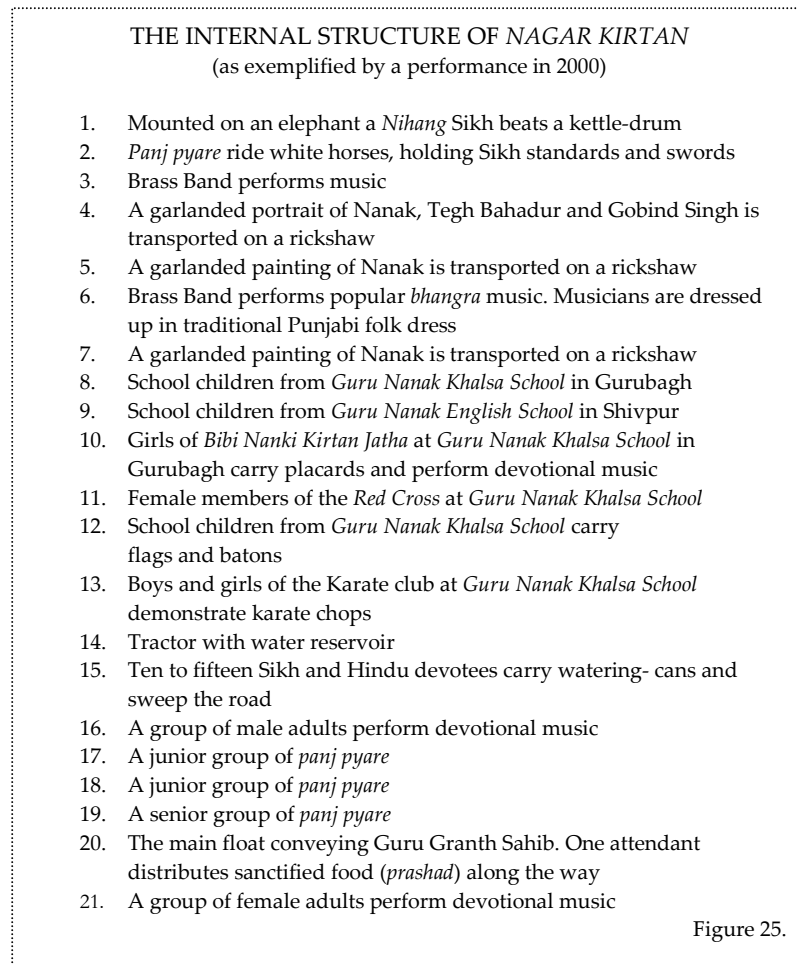 THE INTERNAL STRUCTURE OF NAGAR KIRTAN
(as exemplified by a performance in 2000)
1. Mounted on an elephant a Nihang Sikh beats a kettle-drum
2. Panj pyare ride white horses, holding Sikh standards and swords
3. Brass Band performs music
4. A garlanded portrait of Nanak, Tegh Bahadur and Gobind Singh is
transported on a rickshaw
5. A garlanded painting of Nanak is transported on a rickshaw
6. Brass Band performs popular bhangra music. Musicians are dressed
up in traditional Punjabi folk dress
7. A garlanded painting of Nanak is transported on a rickshaw
8. School children from Guru Nanak Khalsa School in Gurubagh
9. School children from Guru Nanak English School in Shivpur
10. Girls of Bibi Nanki Kirtan Jatha at Guru Nanak Khalsa School in
Gurubagh carry placards and perform devotional music
11. Female members of the Red Cross at Guru Nanak Khalsa School
12. School children from Guru Nanak Khalsa School carry
flags and batons
13. Boys and girls of the Karate club at Guru Nanak Khalsa School
demonstrate karate chops
14. Tractor with water reservoir
15. Ten to fifteen Sikh and Hindu devotees carry watering- cans and
sweep the road
16. A group of male adults perform devotional music
17. A junior group of panj pyare
18. A junior group of panj pyare
19. A senior group of panj pyare
20. The main float conveying Guru Granth Sahib. One attendant
distributes sanctified food (prashad) along the way
21. A group of female adults perform devotional music
Figure 25.